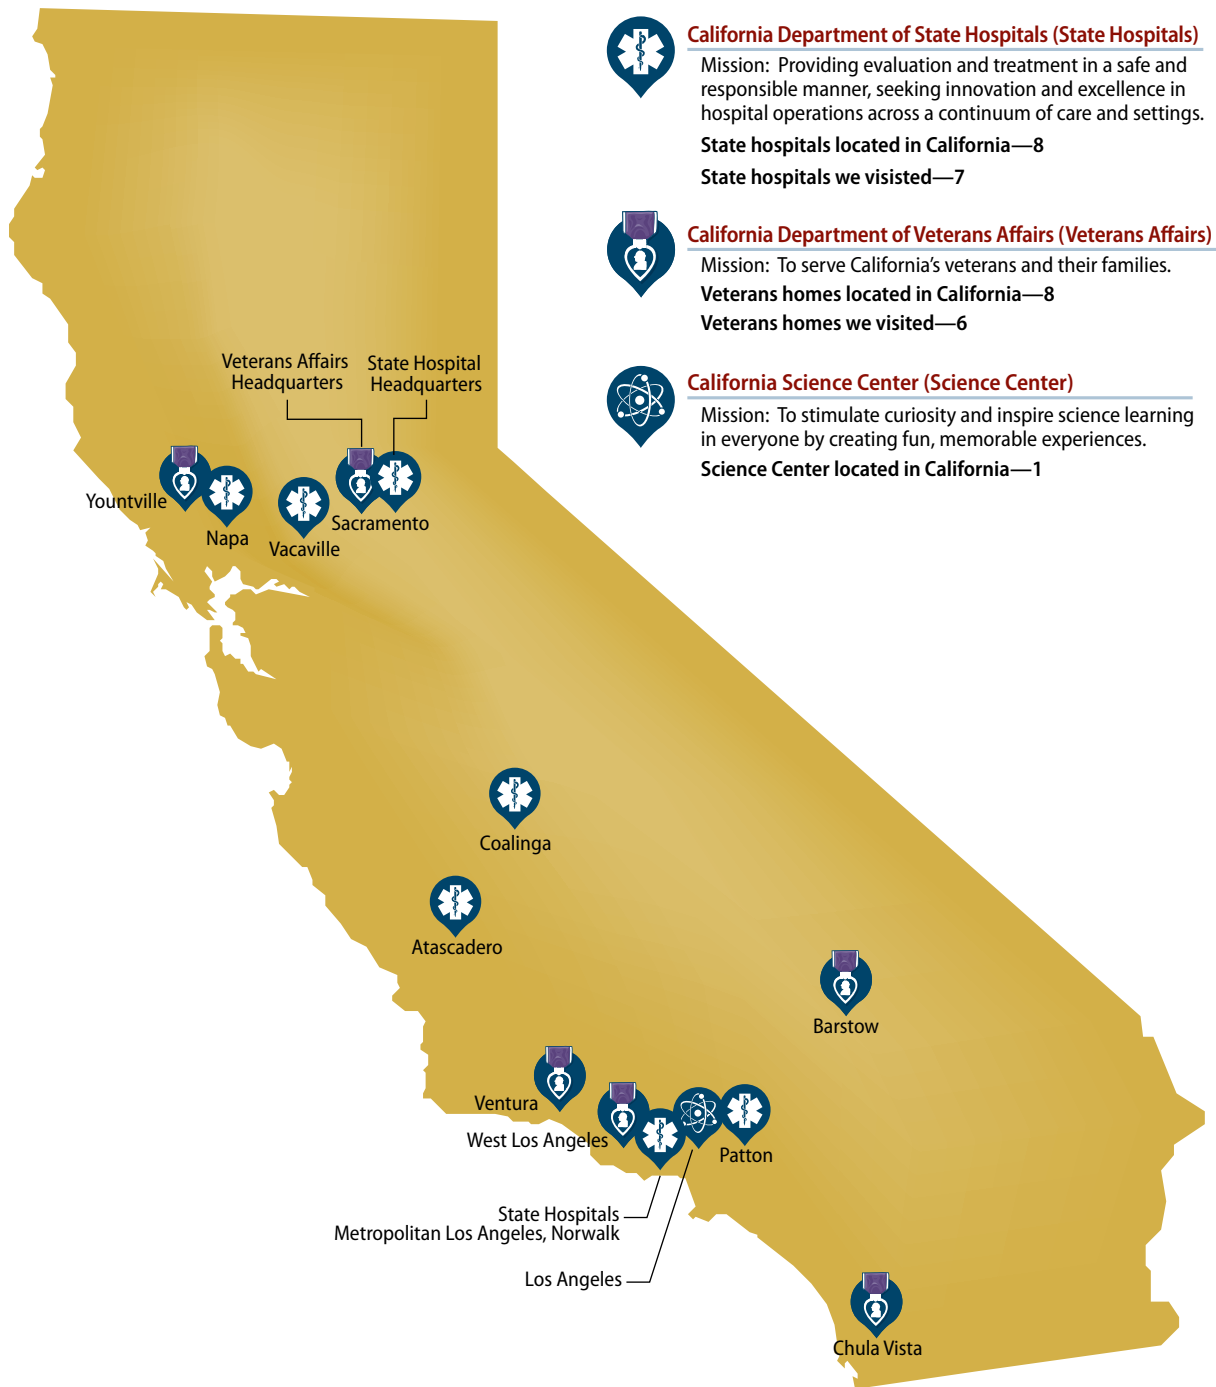 California Department of State Hospitals (State Hospitals)
Mission: Providing evaluation and treatment in a safe and
responsible manner, seeking innovation and excellence in
hospital operations across a continuum of care and settings.
State hospitals located in California—8
State hospitals we visisted—7
California Department of Veterans Affairs (Veterans Affairs)
Mission: To serve California’s veterans and their families.
Veterans homes located in California—8
Veterans homes we visited—6
California Science Center (Science Center)
Mission: To stimulate curiosity and inspire science learning
in everyone by creating fun, memorable experiences.
Science Center located in California—1
Veterans Affairs
Headquarters
State Hospital
Headquarters
Yountville
Napa
Vacaville
Sacramento
Coalinga
Atascadero
Barstow
Ventura
West Los Angeles
Patton
State Hospitals
Metropolitan Los Angeles, Norwalk
Los Angeles
Chula Vista